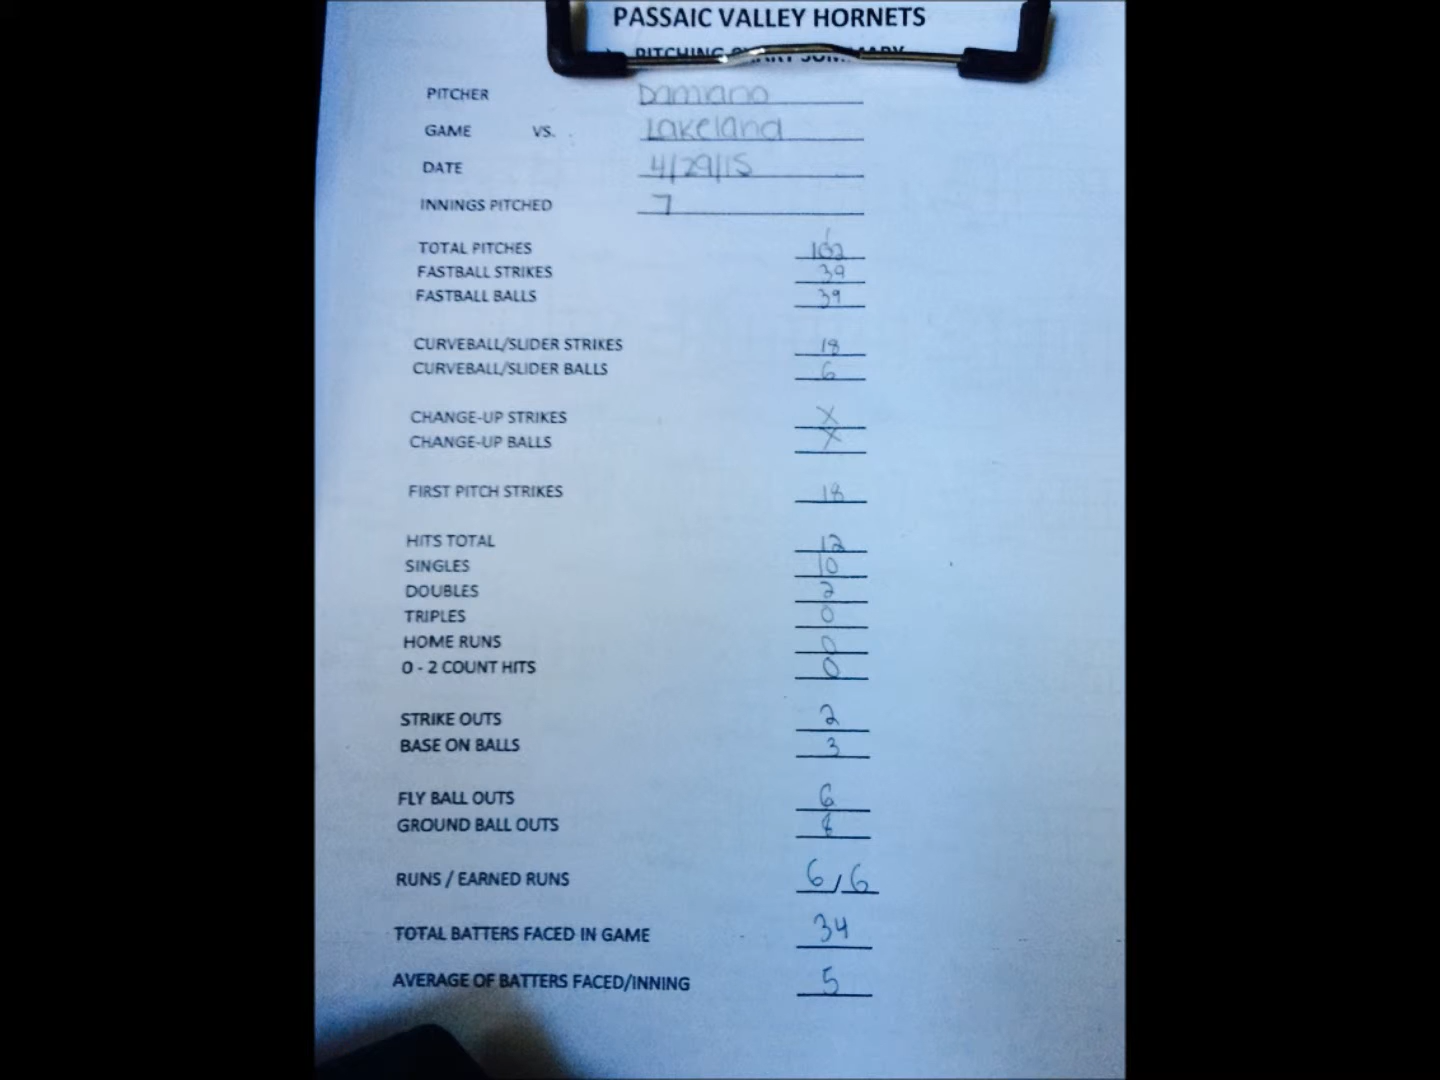 PASSAIC VALLEY HORNETS
PITCHING CHART SUMMARY
PITCHER Damiano
GAME VS. Lakeland
DATE 4/29/15
INNINGS PITCHED 7
TOTAL PITCHES 102
FASTBALL STRIKES 39
FASTBALL BALLS 39
CURVEBALL/SLIDER STRIKES 18
CURVEBALL/SLIDER BALLS 6
CHANGE-UP STRIKES X
CHANGE-UP BALLS X
FIRST PITCH STRIKES 18
HITS TOTAL 12
SINGLES 10
DOUBLES 2
TRIPLES 0
HOME RUNS 0
0 - 2 COUNT HITS 0
STRIKE OUTS 2
BASE ON BALLS 3
FLY BALL OUTS 6
GROUND BALL OUTS 8
RUNS / EARNED RUNS 6/6
TOTAL BATTERS FACED IN GAME 34
AVERAGE OF BATTERS FACED/INNING 5